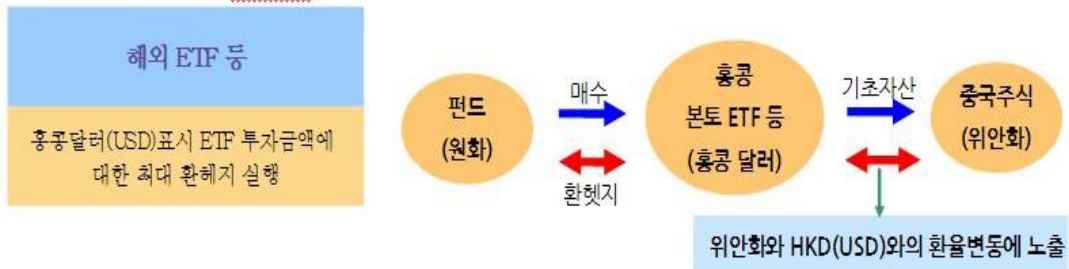 해외 ETF 등
홍콩달러(USD)표시 ETF 투자금액에
대한 최대 환헤지 실행
펀드
(원화)
매수
환헷지
홍콩
본토 ETF 등
(홍콩 달러)
기초자산
중국주식
(위안화)
위안화와 HKD(USD)와의 환율변동에 노출